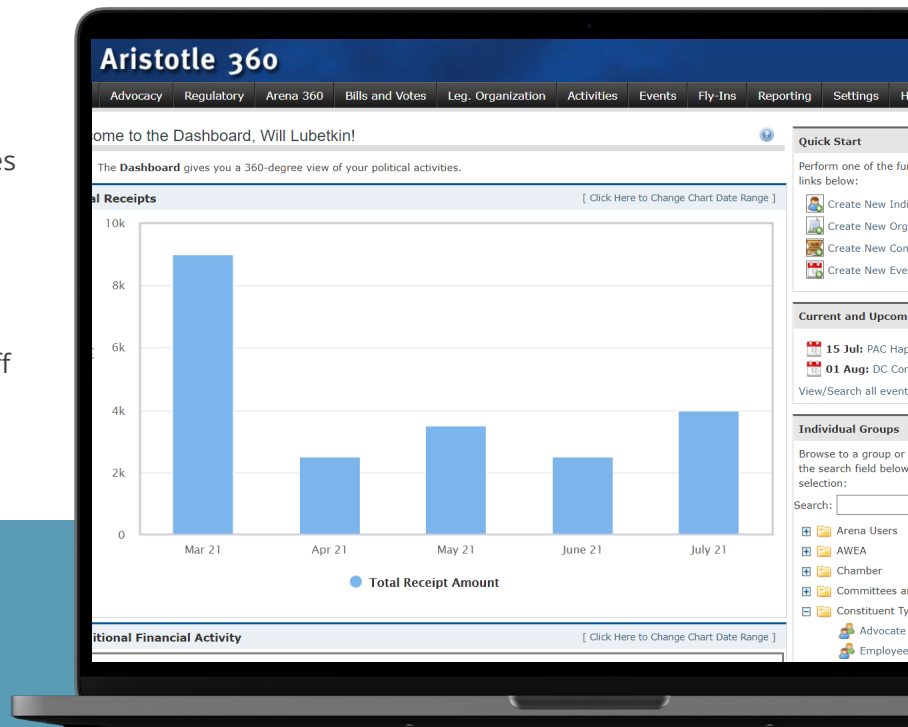 es
ff
Aristotle 360
Advocacy Regulatory Arena 360 Bills and Votes Leg. Organization Activities Events Fly-Ins Reporting Settings H
ome to the Dashboard, Will Lubetkin!
The Dashboard gives you a 360-degree view of your political activities.
al Receipts [ Click Here to Change Chart Date Range ]
10k
8k
6k
4k
2k
0
Mar 21 Apr 21 May 21 June 21 July 21
Total Receipt Amount
itional Financial Activity [ Click Here to Change Chart Date Range ]
Quick Start
Perform one of the fu
links below:
Create New Indi
Create New Org
Create New Con
Create New Eve
Current and Upcom
15 Jul: PAC Hap
01 Aug: DC Con
View/Search all event
Individual Groups
Browse to a group or
the search field below
selection:
Search:
Arena Users
AWEA
Chamber
Committees a
Constituent Ty
Advocate
Employee